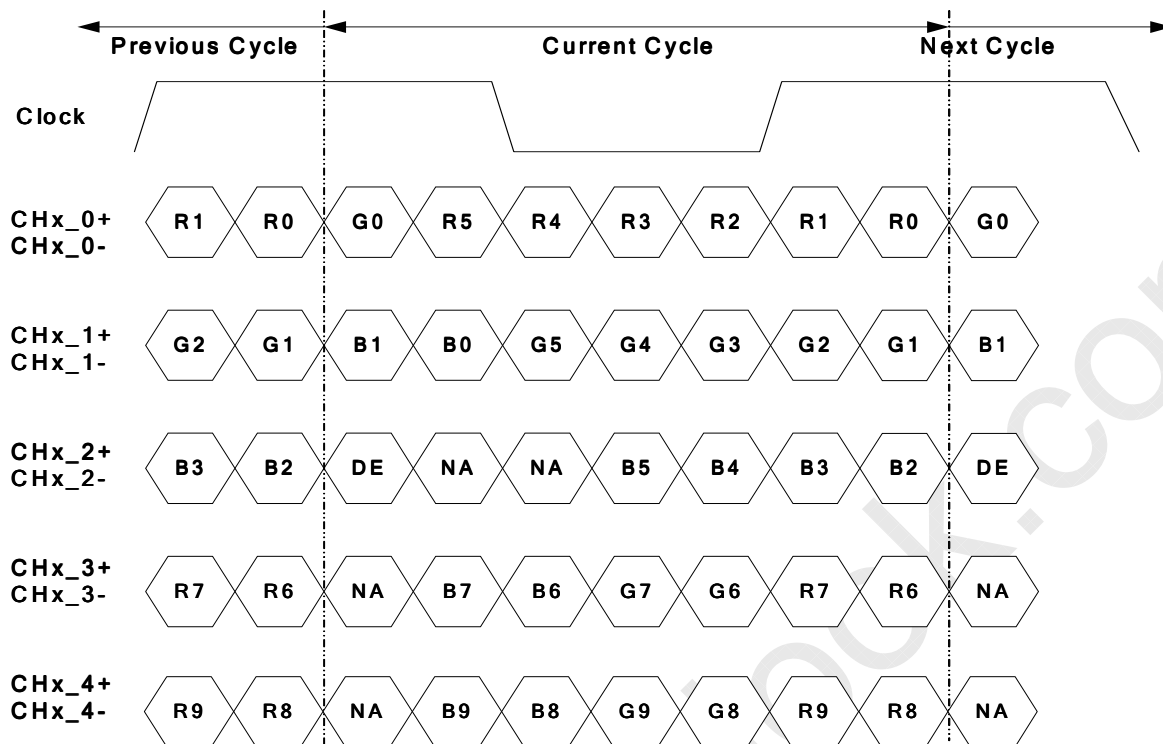 Previous Cycle Current Cycle Next Cycle
Clock
CHx_0+ R1 R0 G0 R5 R4 R3 R2 R1 R0 G0
CHx_0-
CHx_1+ G2 G1 B1 B0 G5 G4 G3 G2 G1 B1
CHx_1-
CHx_2+ B3 B2 DE NA NA B5 B4 B3 B2 DE
CHx_2-
CHx_3+ R7 R6 NA B7 B6 G7 G6 R7 R6 NA
CHx_3-
CHx_4+ R9 R8 NA B9 B8 G9 G8 R9 R8 NA
CHx_4-